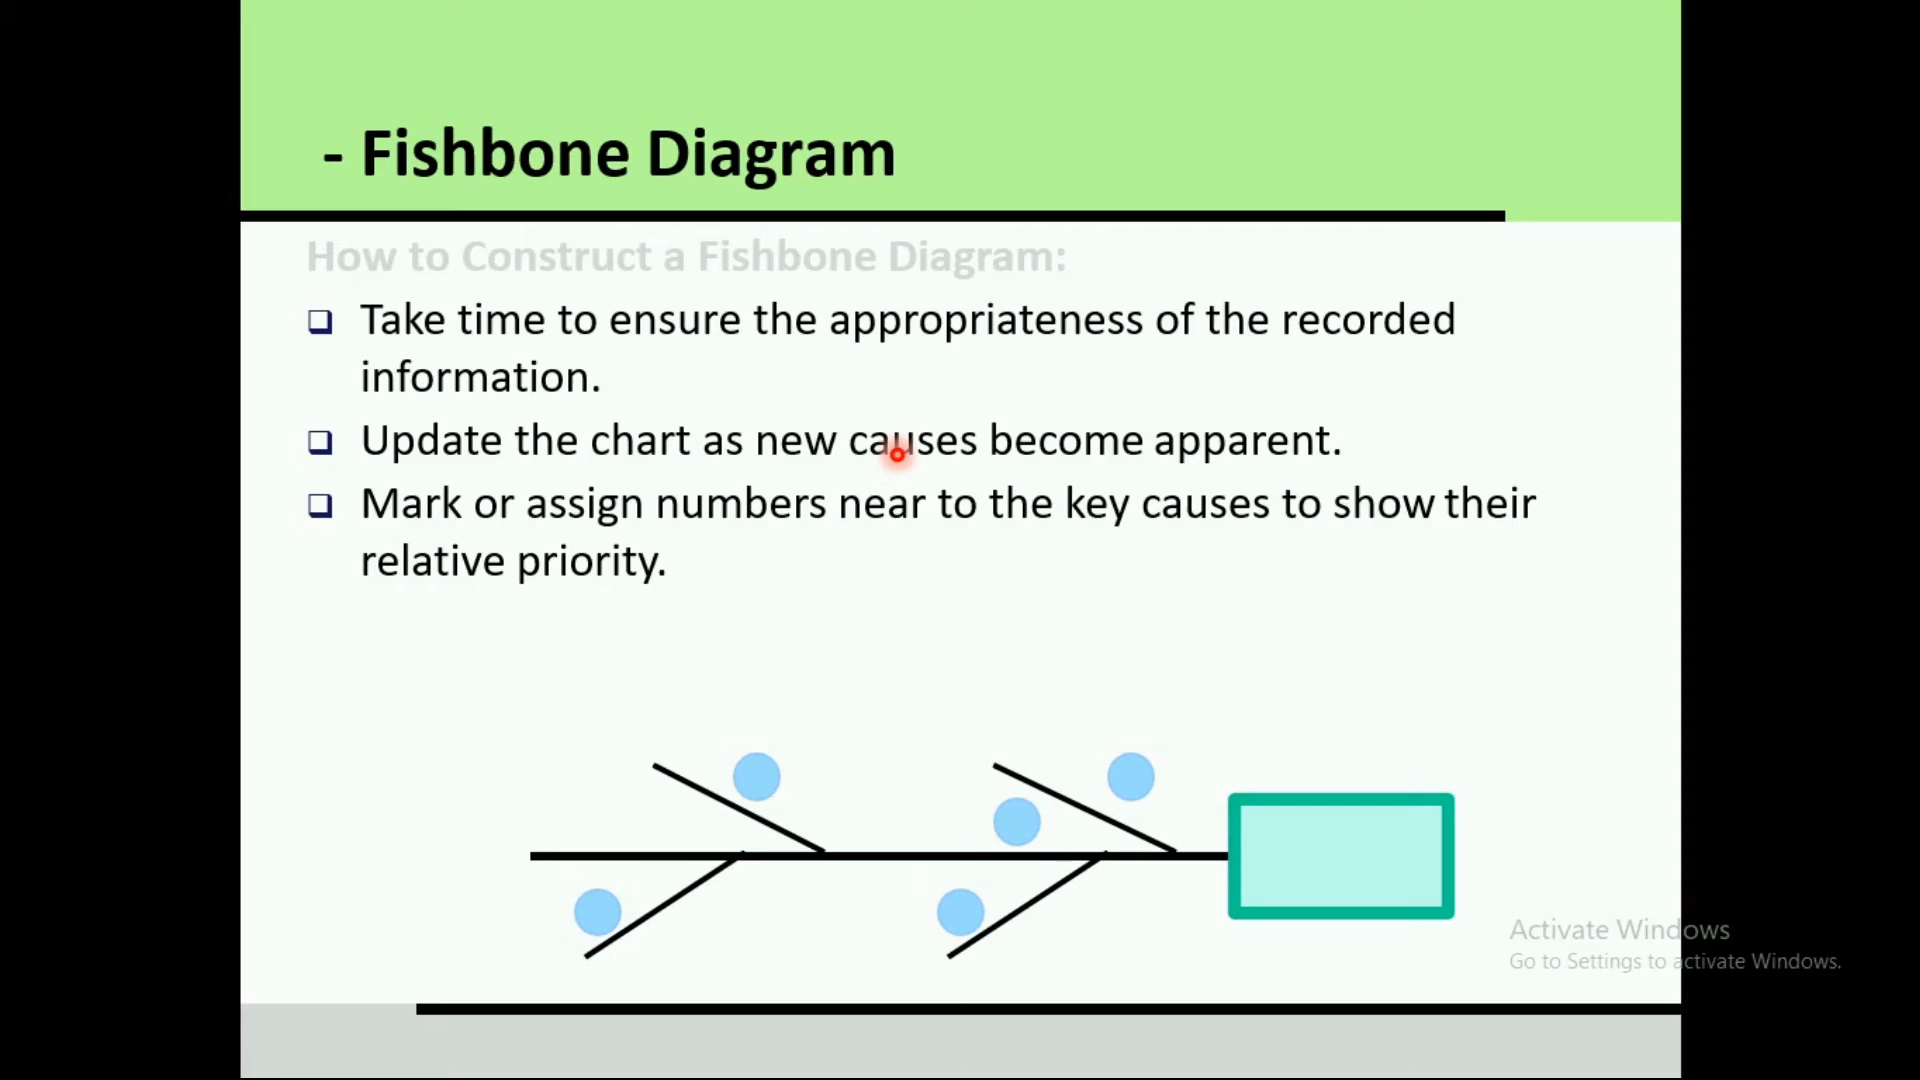 - Fishbone Diagram
How to Construct a Fishbone Diagram:
❑ Take time to ensure the appropriateness of the recorded
information.
❑ Update the chart as new causes become apparent.
❑ Mark or assign numbers near to the key causes to show their
relative priority.
Activate Windows
Go to Settings to activate Windows.